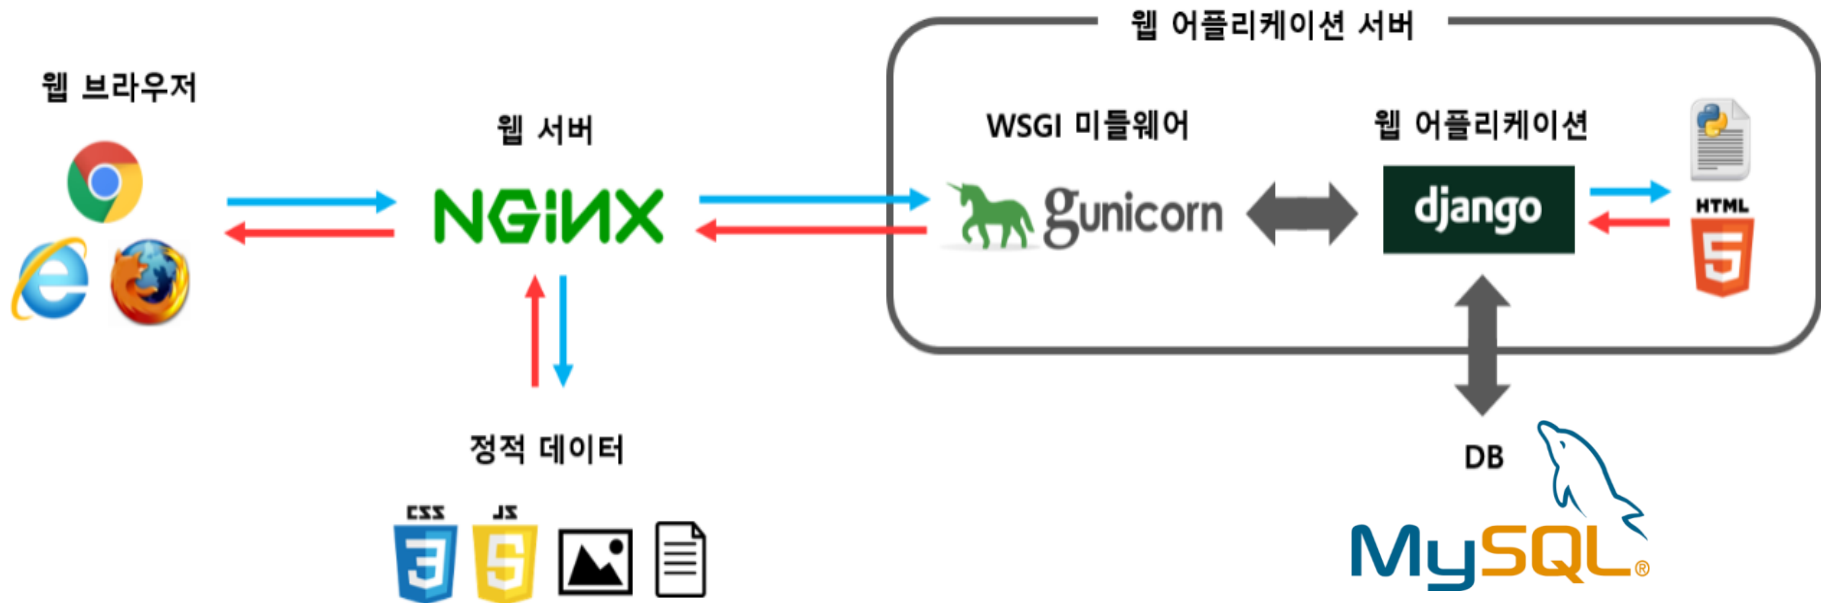 웹 어플리케이션 서버
웹 브라우저
웹 서버
WSGI 미들웨어
웹 어플리케이션
NGiNX
gunicorn
django
HTML
5
정적 데이터
DB
CSS
3
JS
5
MySQL®